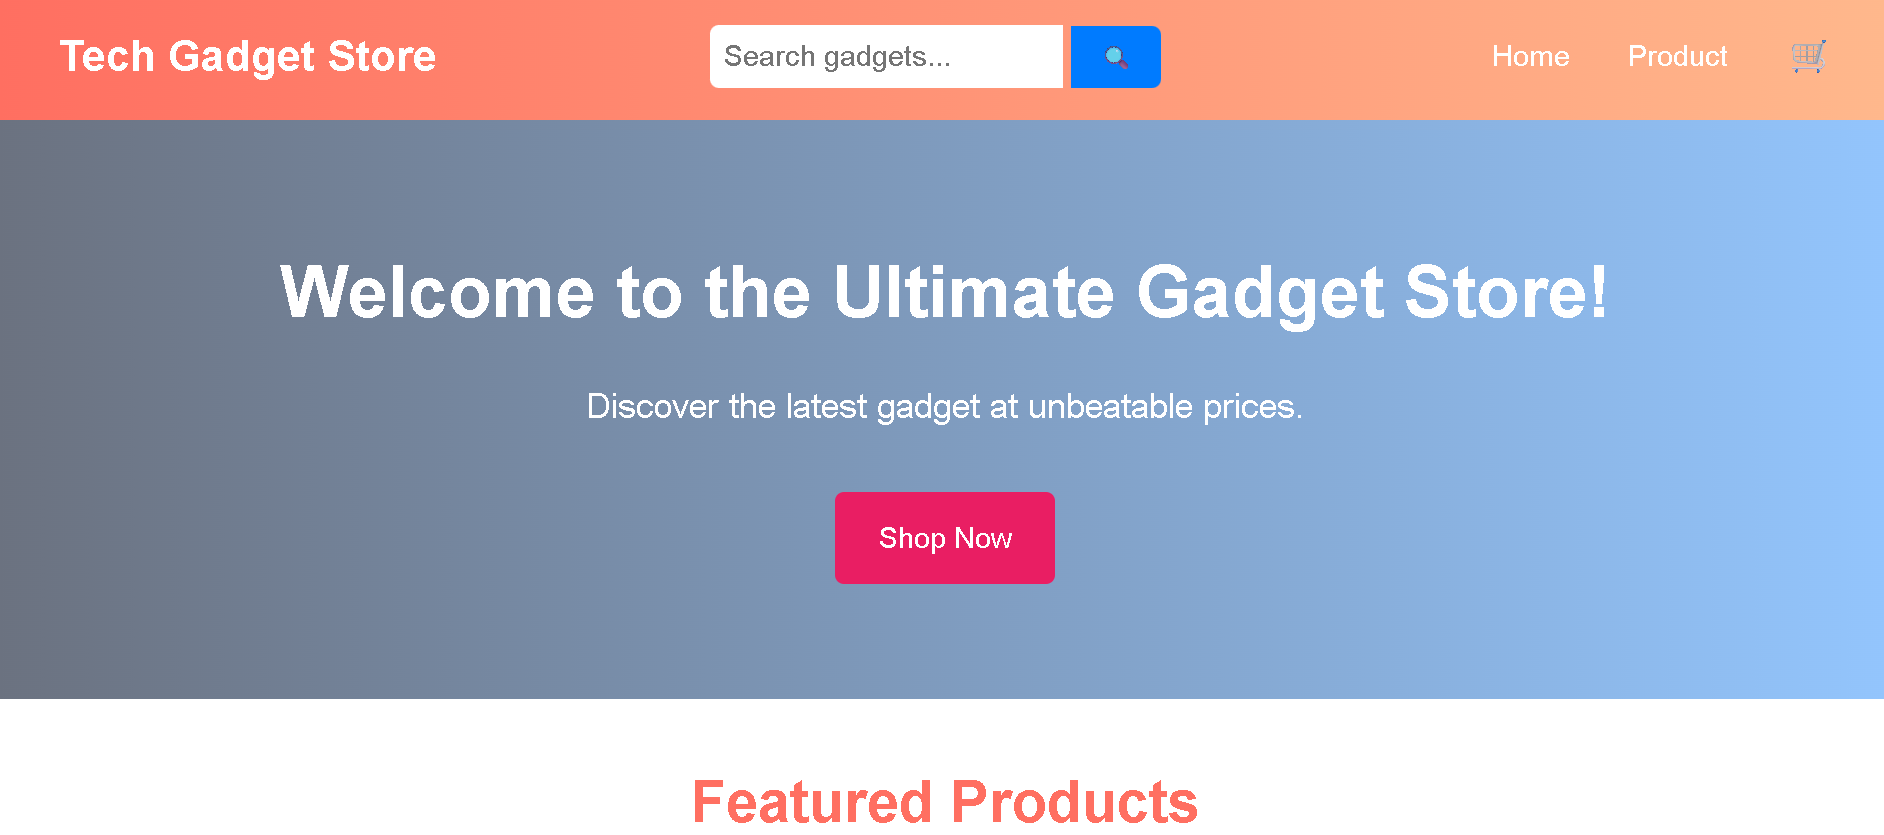 Tech Gadget Store
Search gadgets...
Home
Product
Welcome to the Ultimate Gadget Store!
Discover the latest gadget at unbeatable prices.
Shop Now
Featured Products